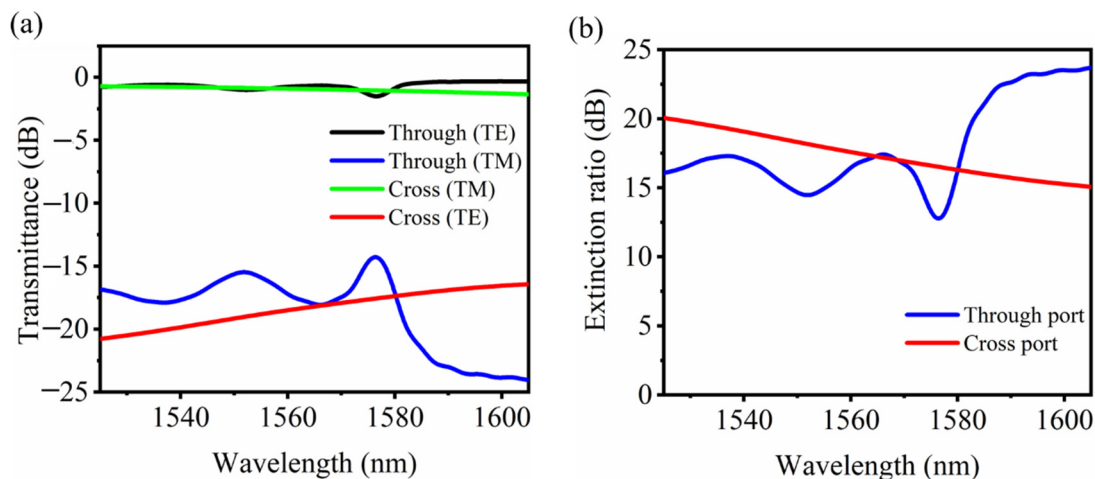 (a)
Transmittance (dB)
0
−5
−10
−15
−20
−25
Through (TE)
Through (TM)
Cross (TM)
Cross (TE)
1540
1560
1580
1600
Wavelength (nm)
(b)
Extinction ratio (dB)
25
20
15
10
5
0
Through port
Cross port
1540
1560
1580
1600
Wavelength (nm)